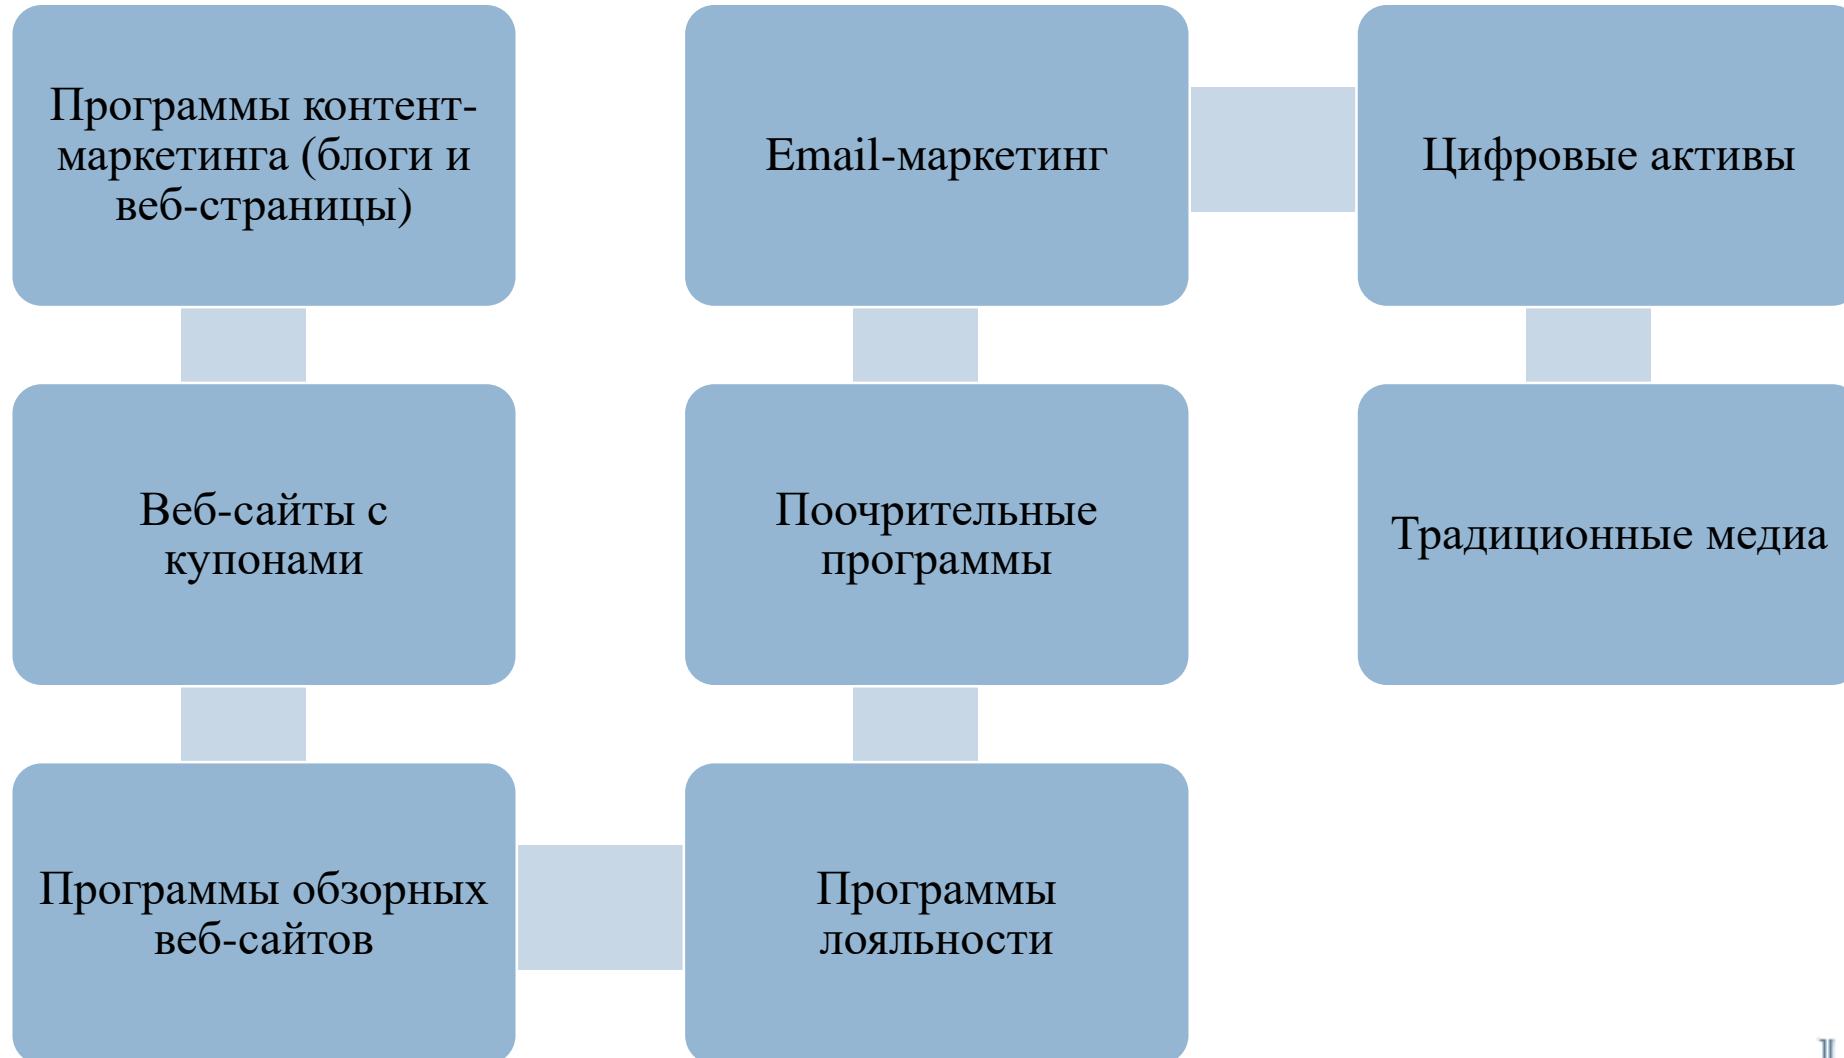 Программы контент-
маркетинга (блоги и
веб-страницы)
Веб-сайты с
купонами
Программы обзорных
веб-сайтов
Программы
лояльности
Поочрительные
программы
Email-маркетинг
Цифровые активы
Традиционные медиа